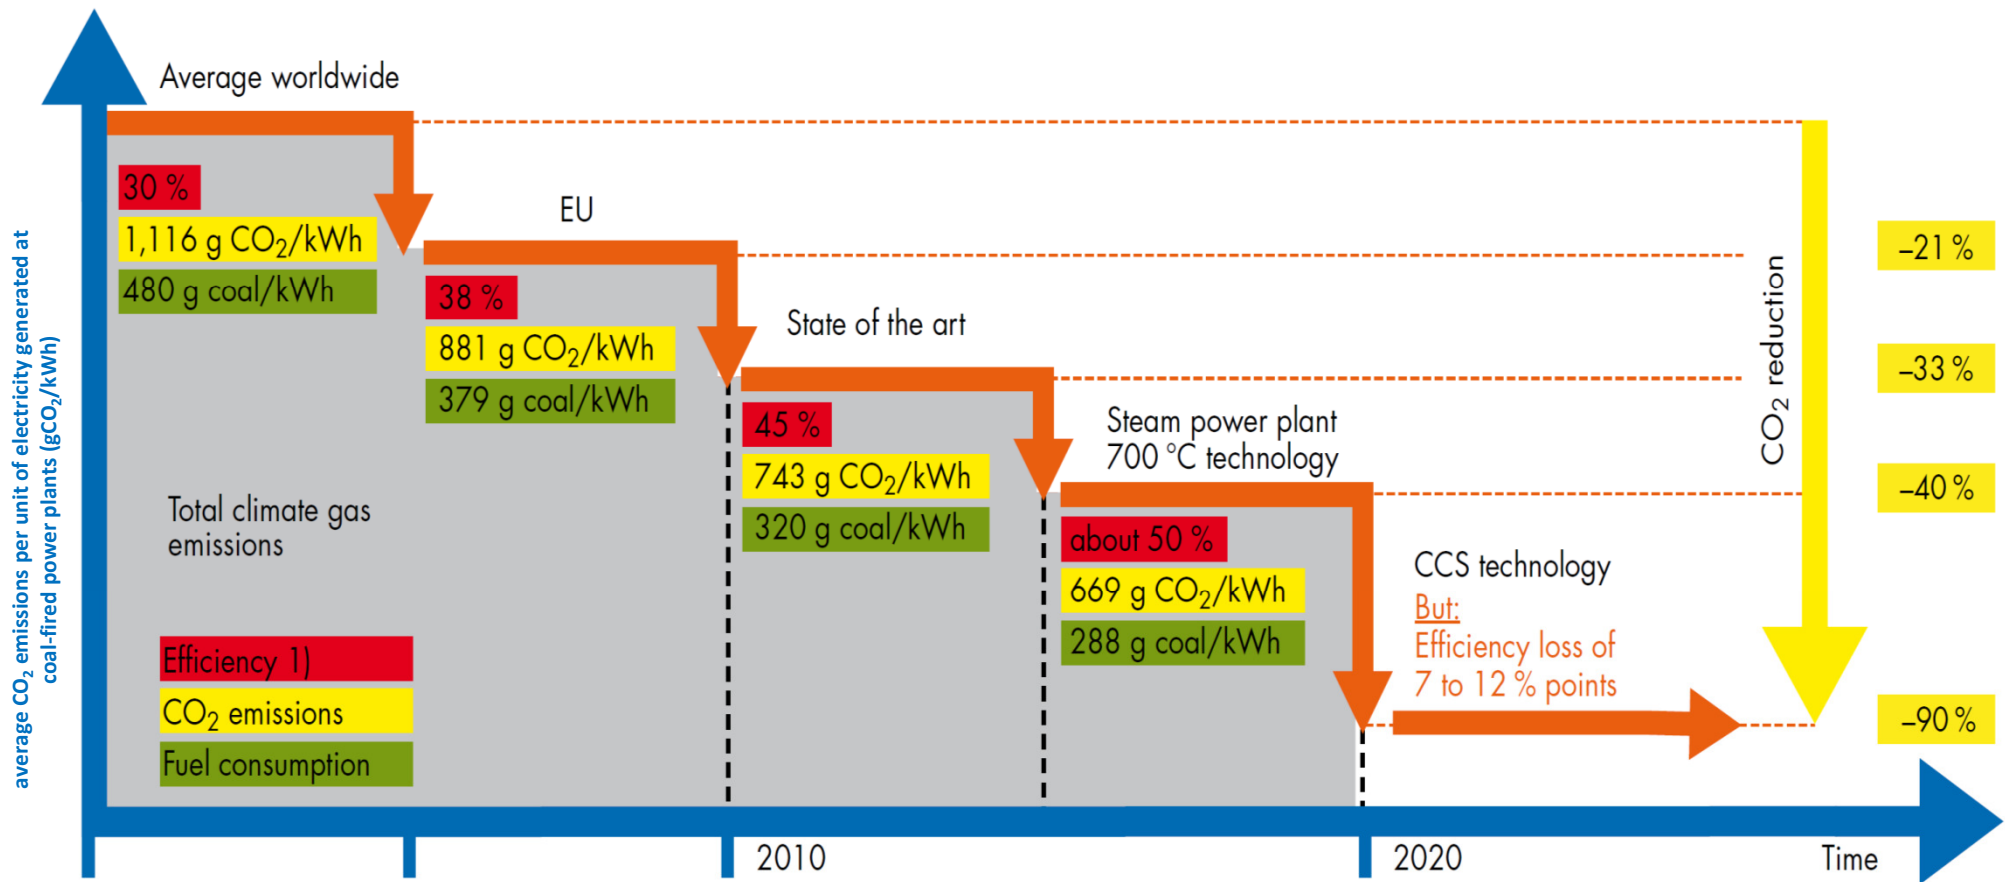 average CO₂ emissions per unit of electricity generated at
coal-fired power plants (gCO₂/kWh)
Average worldwide
30 %
1,116 g CO₂/kWh
480 g coal/kWh
EU
38 %
881 g CO₂/kWh
379 g coal/kWh
State of the art
45 %
743 g CO₂/kWh
320 g coal/kWh
Steam power plant
700 °C technology
about 50 %
669 g CO₂/kWh
288 g coal/kWh
CCS technology
But:
Efficiency loss of
7 to 12 % points
CO₂ reduction
–21 %
–33 %
–40 %
–90 %
Total climate gas
emissions
Efficiency 1)
CO₂ emissions
Fuel consumption
2010
2020
Time